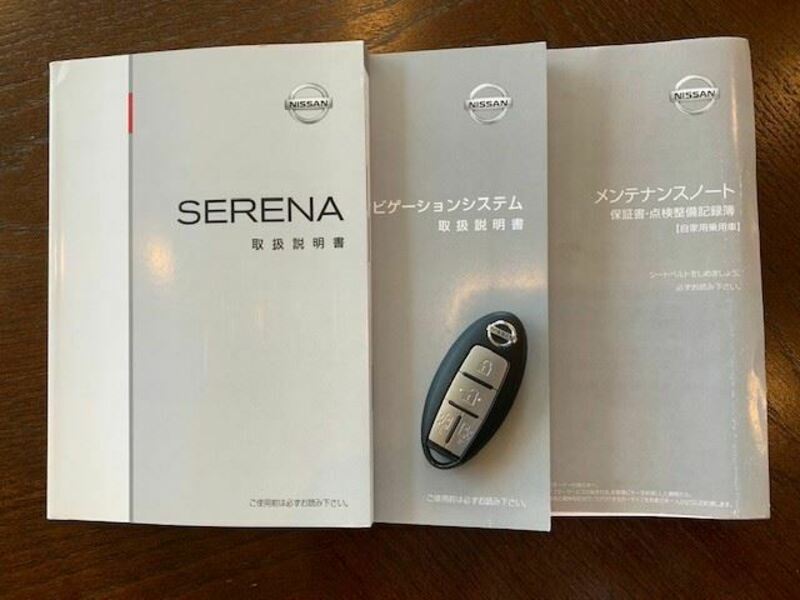 NISSAN
SERENA
取扱説明書
ご使用前は必ずお読み下さい。
NISSAN
ビゲーションシステム
取扱説明書
ご使用前は必ずお読み下さい。
NISSAN
メンテナンスノート
保証書・点検整備記録簿
【自家用乗用車】
シートベルトをしめましょう。
必ずお読み下さい。
NISSAN